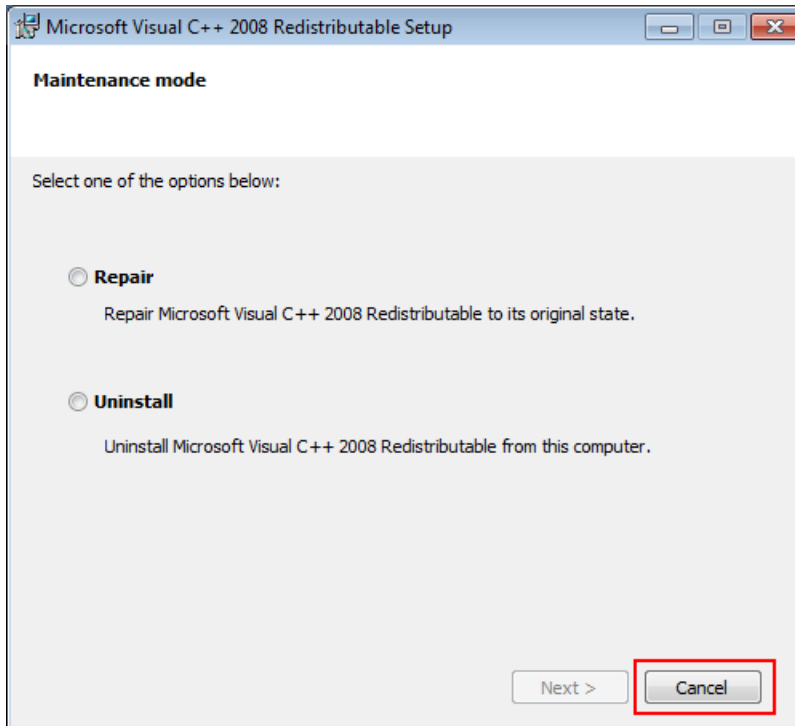 Microsoft Visual C++ 2008 Redistributable Setup
Maintenance mode
Select one of the options below:
Repair
Repair Microsoft Visual C++ 2008 Redistributable to its original state.
Uninstall
Uninstall Microsoft Visual C++ 2008 Redistributable from this computer.
Next >
Cancel